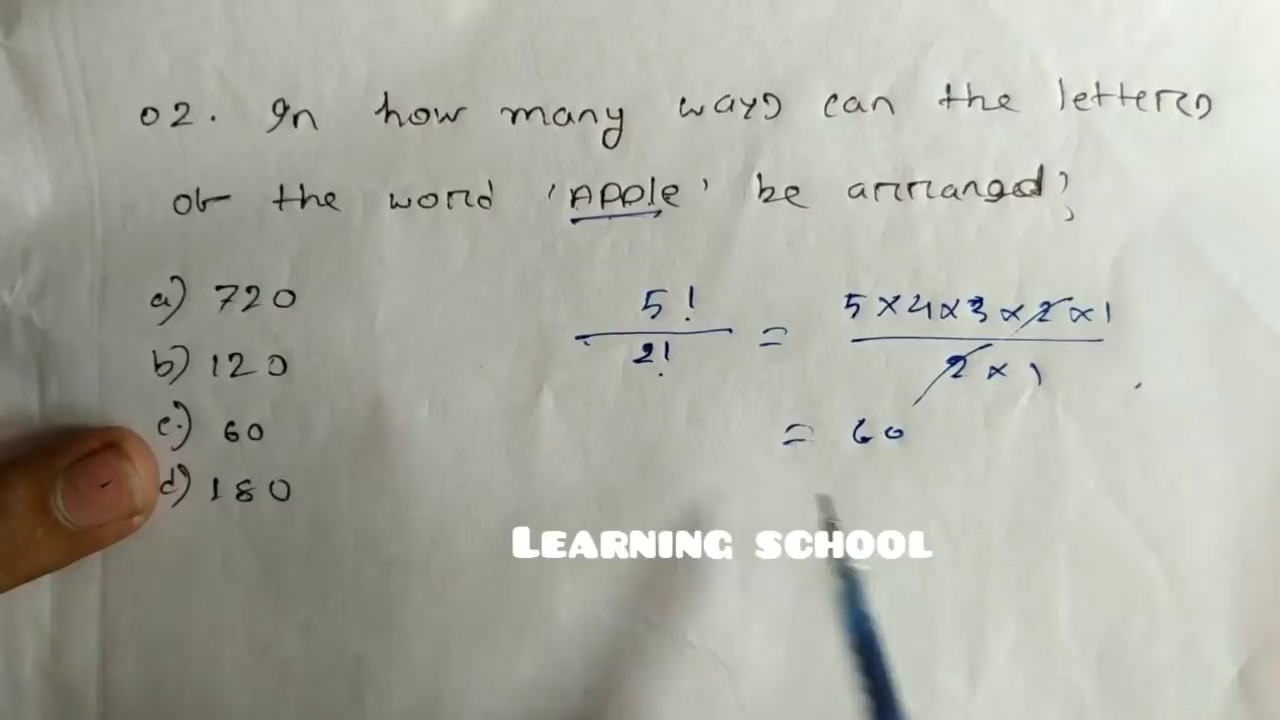 02. In how many ways can the letters
of the word 'APPle' be arranged?
a) 720
b) 120
c) 60
d) 180
5! / 2! = 5 × 4 × 3 × 2 × 1 / 2 × 1
= 60
LEARNING SCHOOL